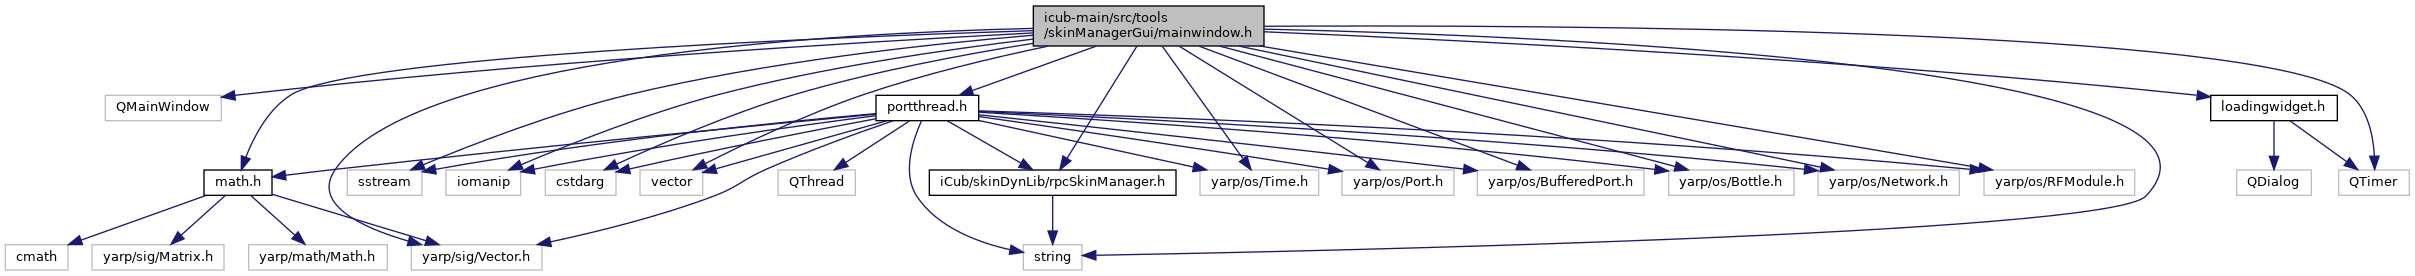 icub-main/src/tools
/skinManagerGui/mainwindow.h
QMainWindow
portthread.h
loadingwidget.h
math.h
sstream
iomanip
cstdarg
vector
QThread
iCub/skinDynLib/rpcSkinManager.h
yarp/os/Time.h
yarp/os/Port.h
yarp/os/BufferedPort.h
yarp/os/Bottle.h
yarp/os/Network.h
yarp/os/RFModule.h
QDialog
QTimer
cmath
yarp/sig/Matrix.h
yarp/math/Math.h
yarp/sig/Vector.h
string